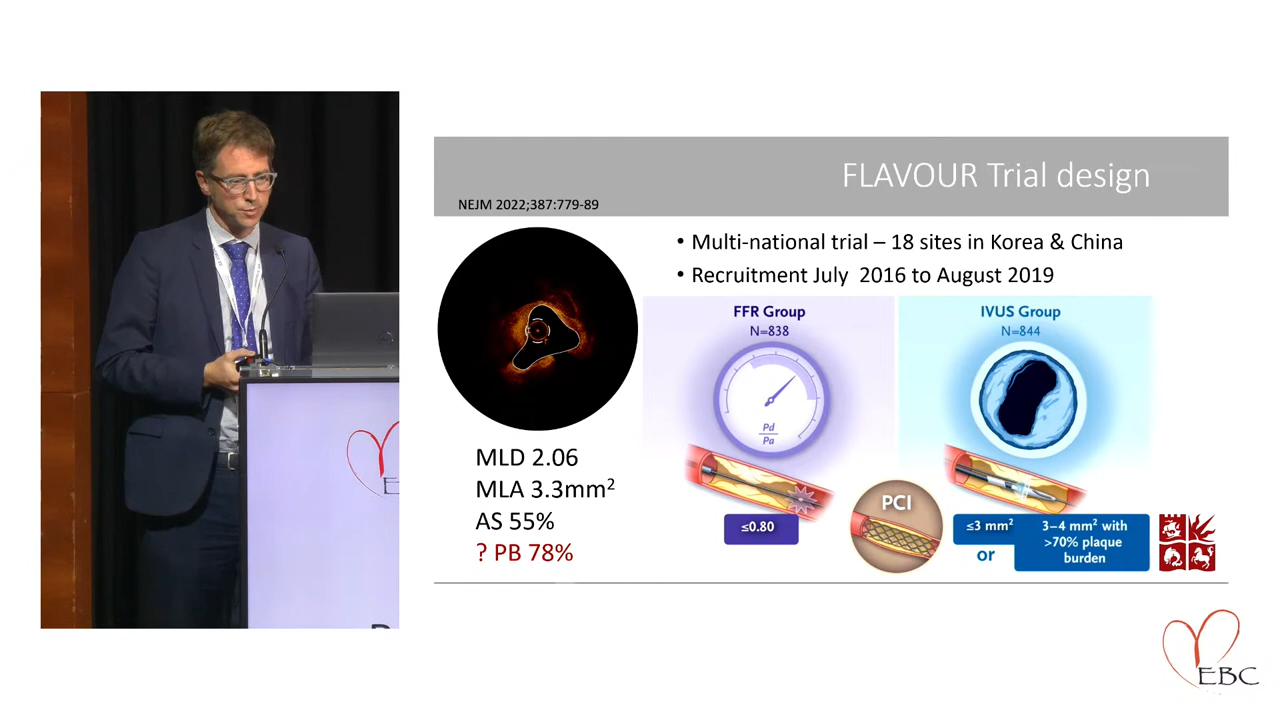 FLAVOUR Trial design
NEJM 2022;387:779-89
• Multi-national trial – 18 sites in Korea & China
• Recruitment July 2016 to August 2019
FFR Group
N=838
Pd
Pa
≤0.80
IVUS Group
N=844
PCI
≤3 mm²
or
3–4 mm² with
>70% plaque
burden
MLD 2.06
MLA 3.3mm²
AS 55%
? PB 78%
EBC